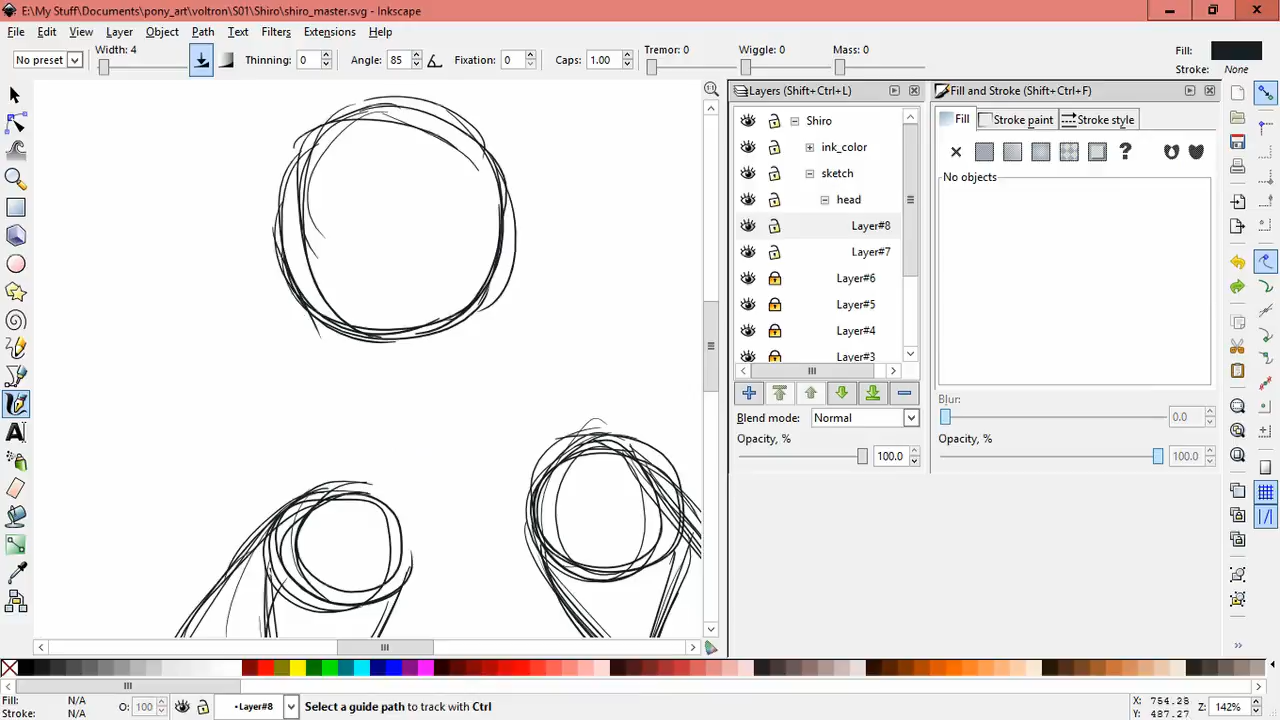 E:\My Stuff\Documents\pony_art\voltron\S01\Shiro\shiro_master.svg - Inkscape
File Edit View Layer Object Path Filters Text Extensions Help
No preset Width: 4 Thinning: 0 Angle: 85 Fixation: 0 Caps: 1.00 Tremor: 0 Wiggle: 0 Mass: 0 Fill:
Stroke: None
Layers (Shift+Ctrl+L) Fill and Stroke (Shift+Ctrl+F)
Shiro Fill Stroke paint Stroke style
ink_color
sketch No objects
head
Layer#8
Layer#7
Layer#6
Layer#5
Layer#4
Layer#3
Blend mode: Normal
Opacity, % 100.0
Blur: 0.0
Opacity, % 100.0
Fill: N/A O: 100 •Layer#8 Select a guide path to track with Ctrl X: 754.28 Z: 142%
Stroke: N/A Y: 487.27